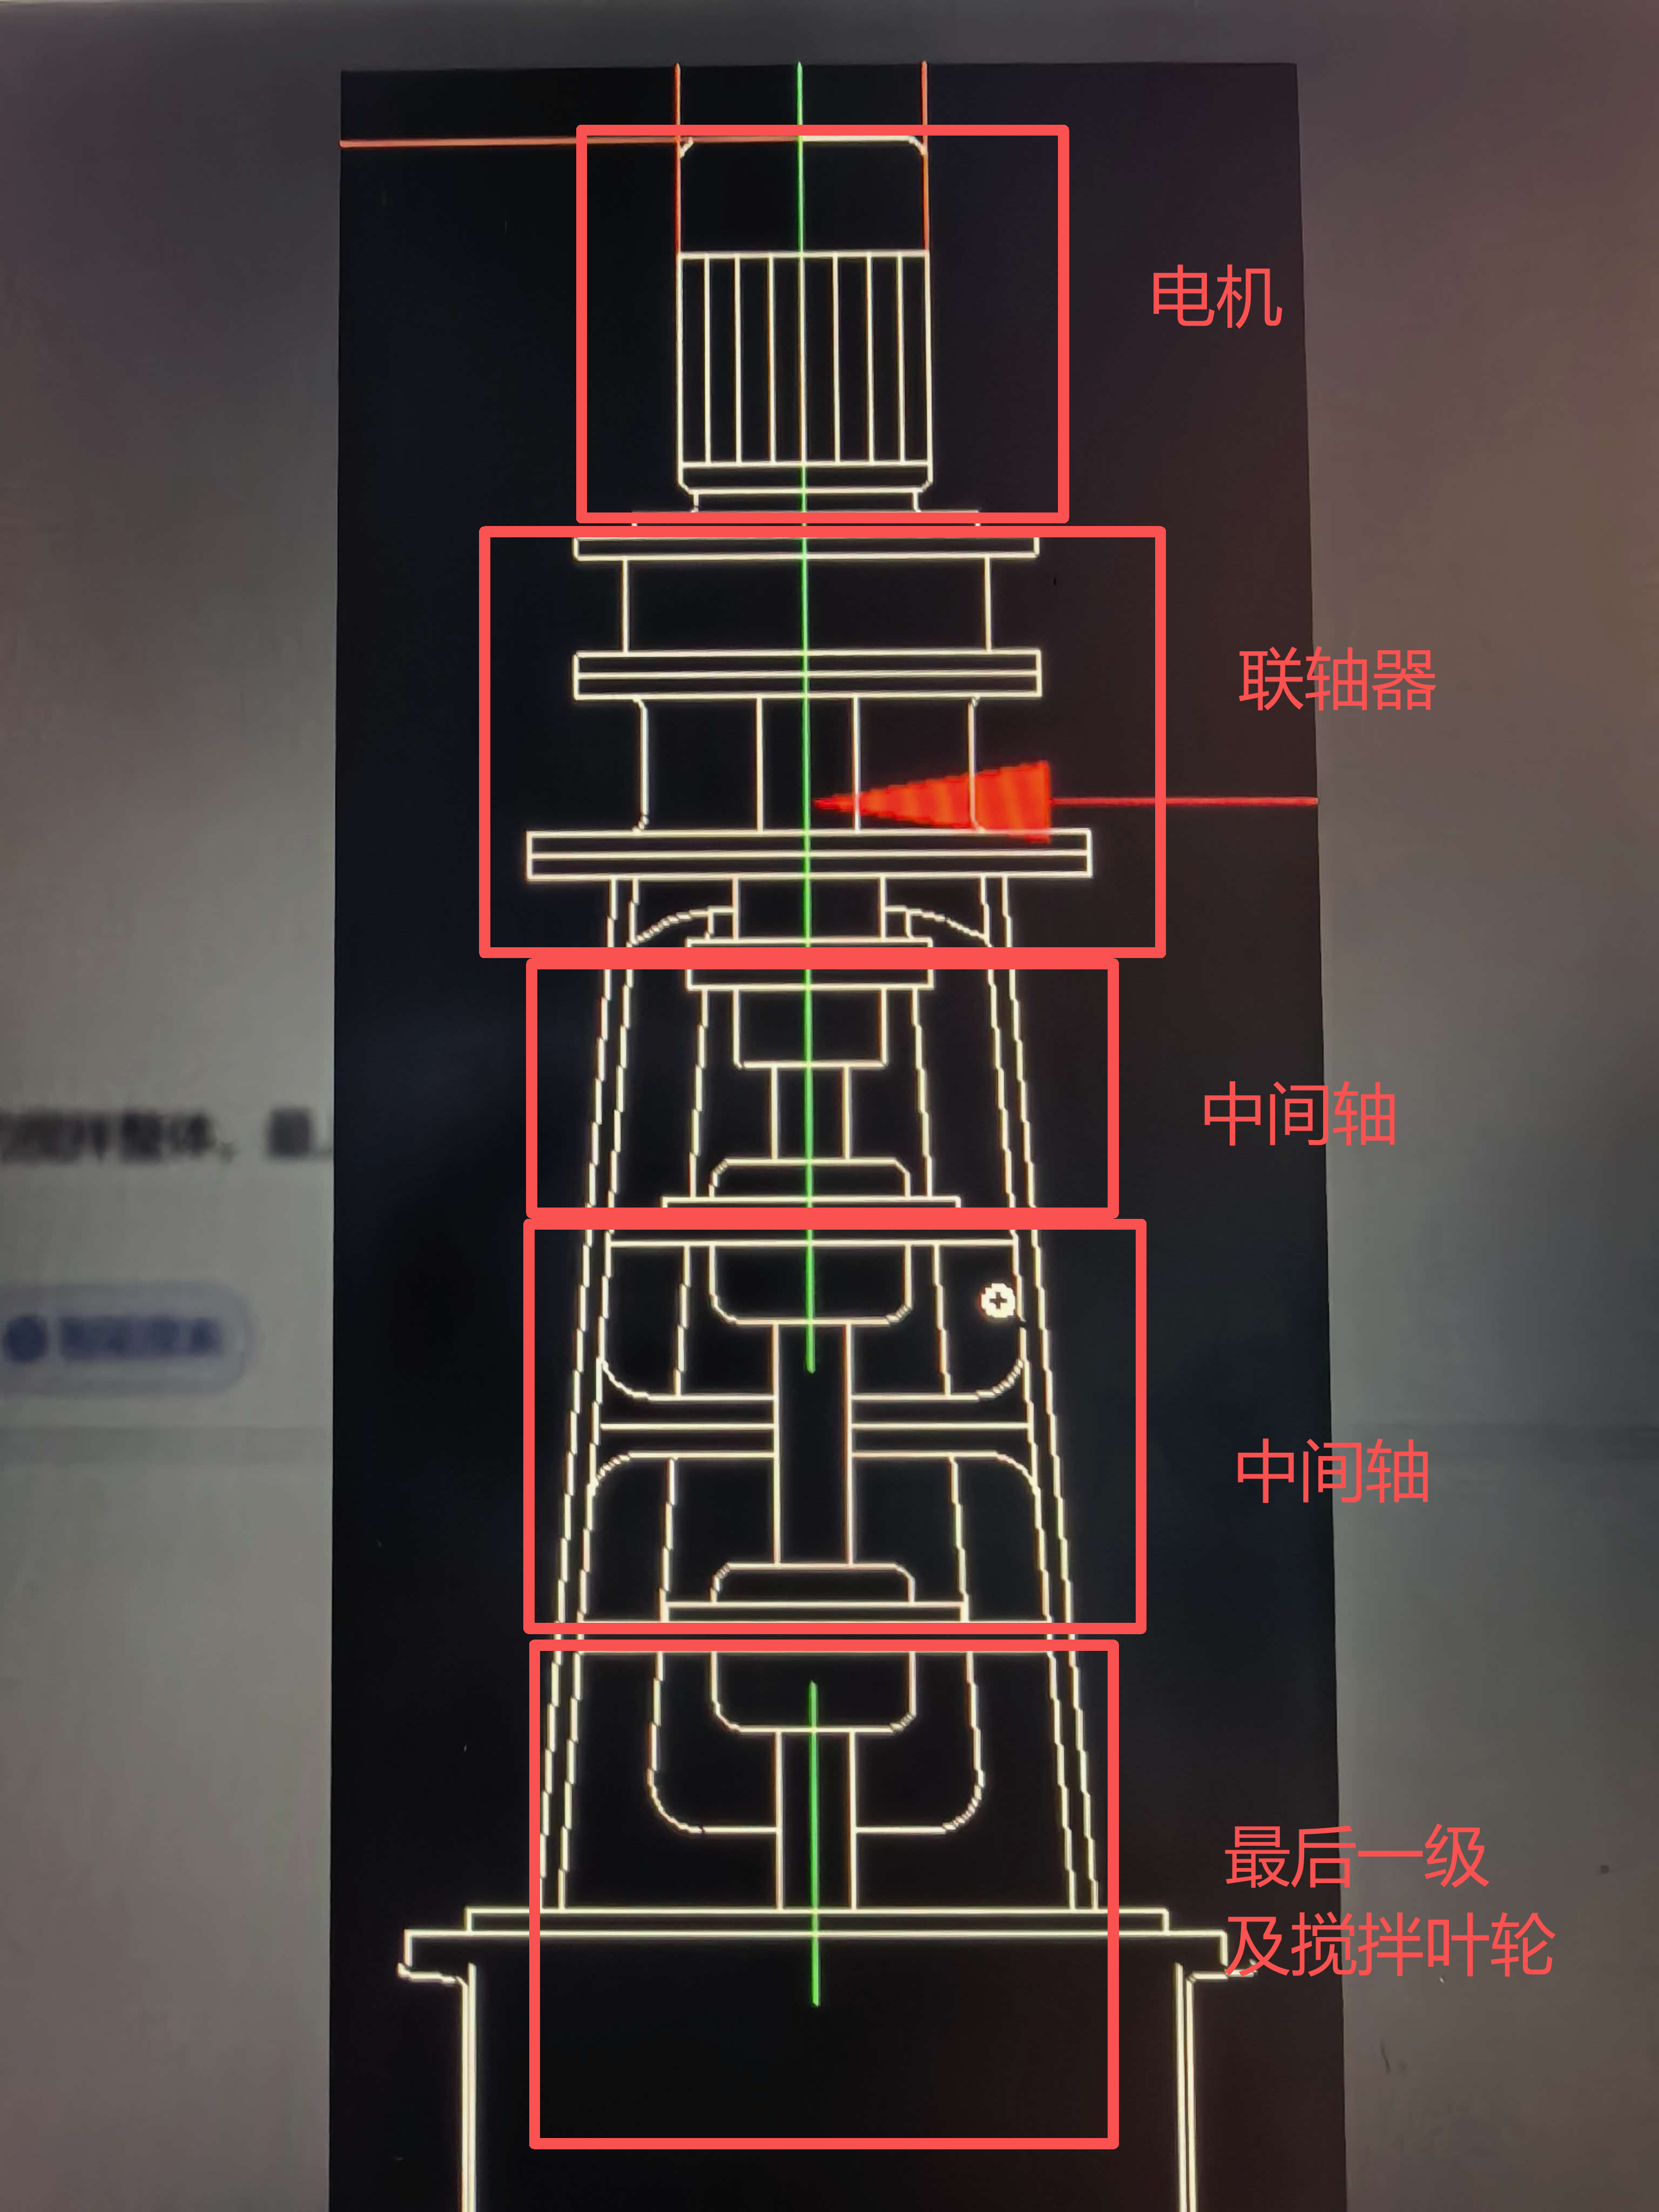 电机
联轴器
中间轴
中间轴
最后一级
及搅拌叶轮